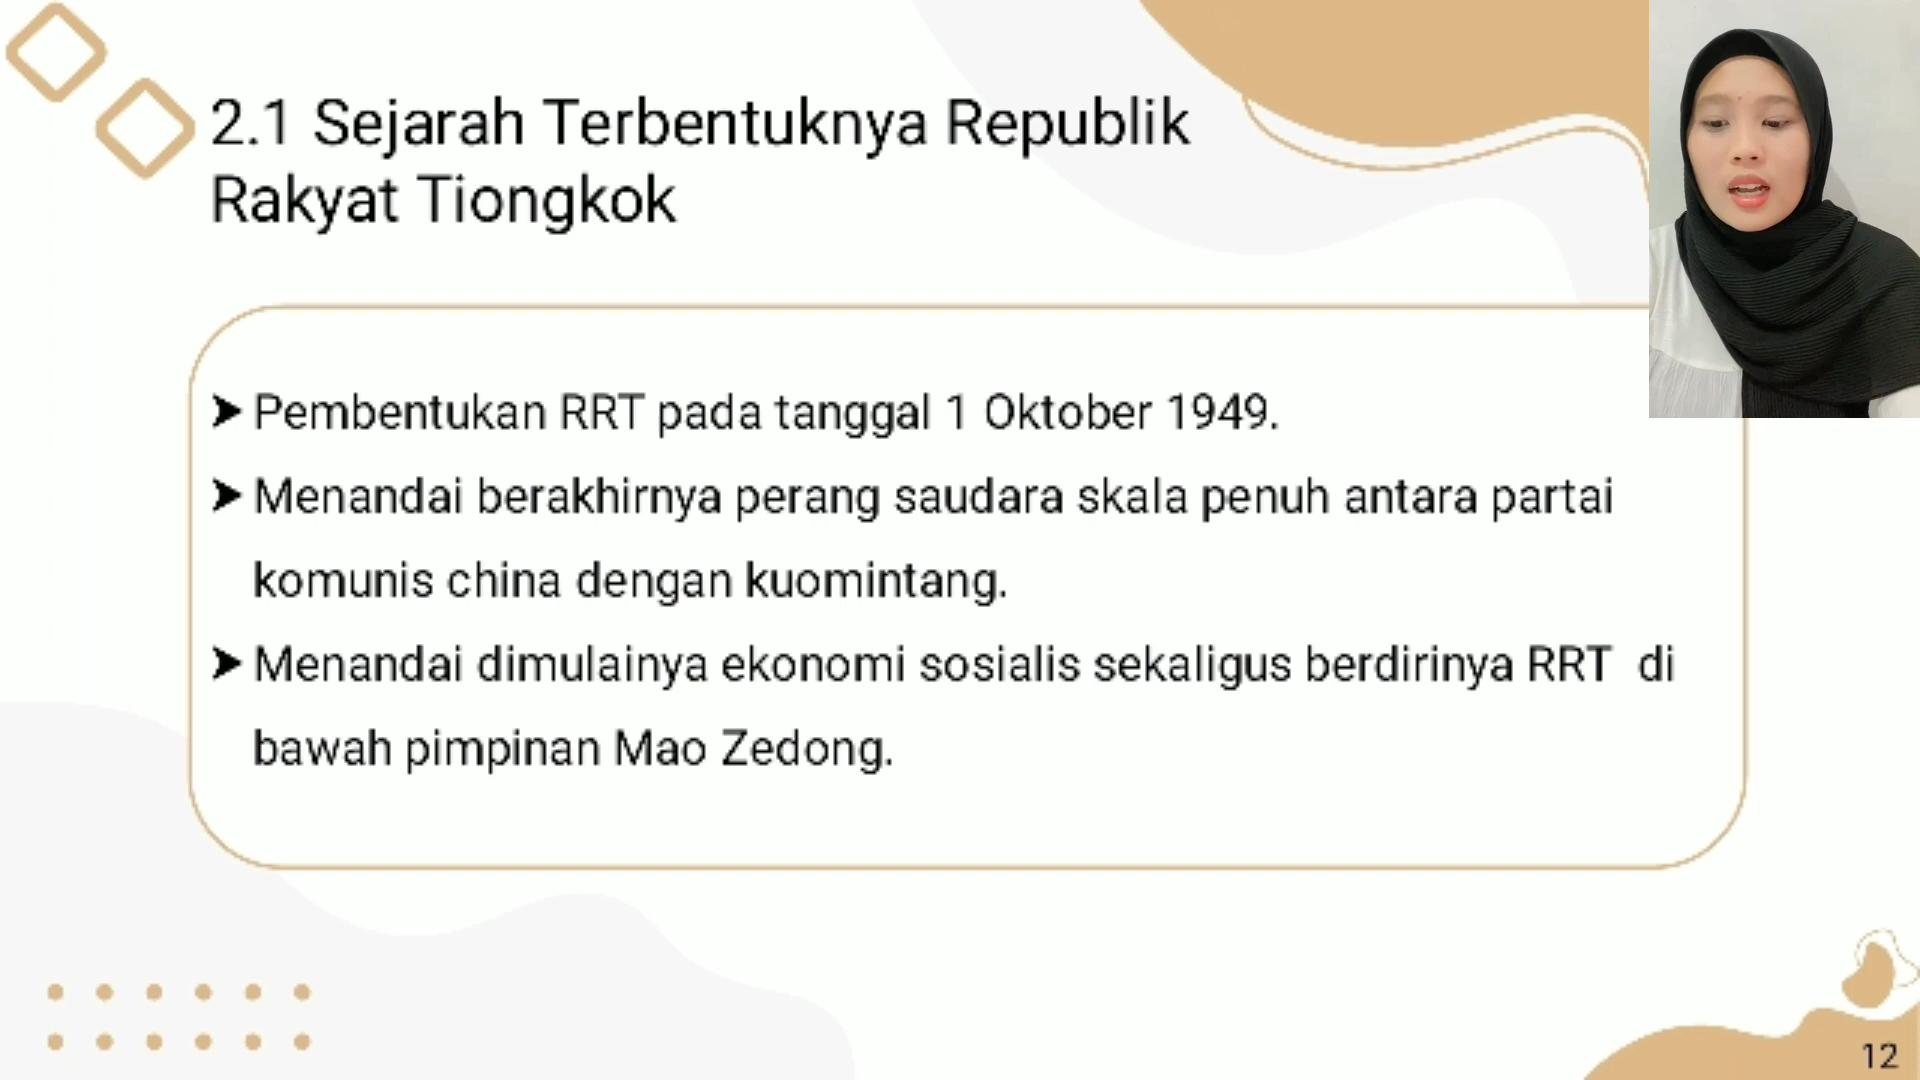 2.1 Sejarah Terbentuknya Republik
Rakyat Tiongkok
➤ Pembentukan RRT pada tanggal 1 Oktober 1949.
➤ Menandai berakhirnya perang saudara skala penuh antara partai
komunis china dengan kuomintang.
➤ Menandai dimulainya ekonomi sosialis sekaligus berdirinya RRT di
bawah pimpinan Mao Zedong.
12